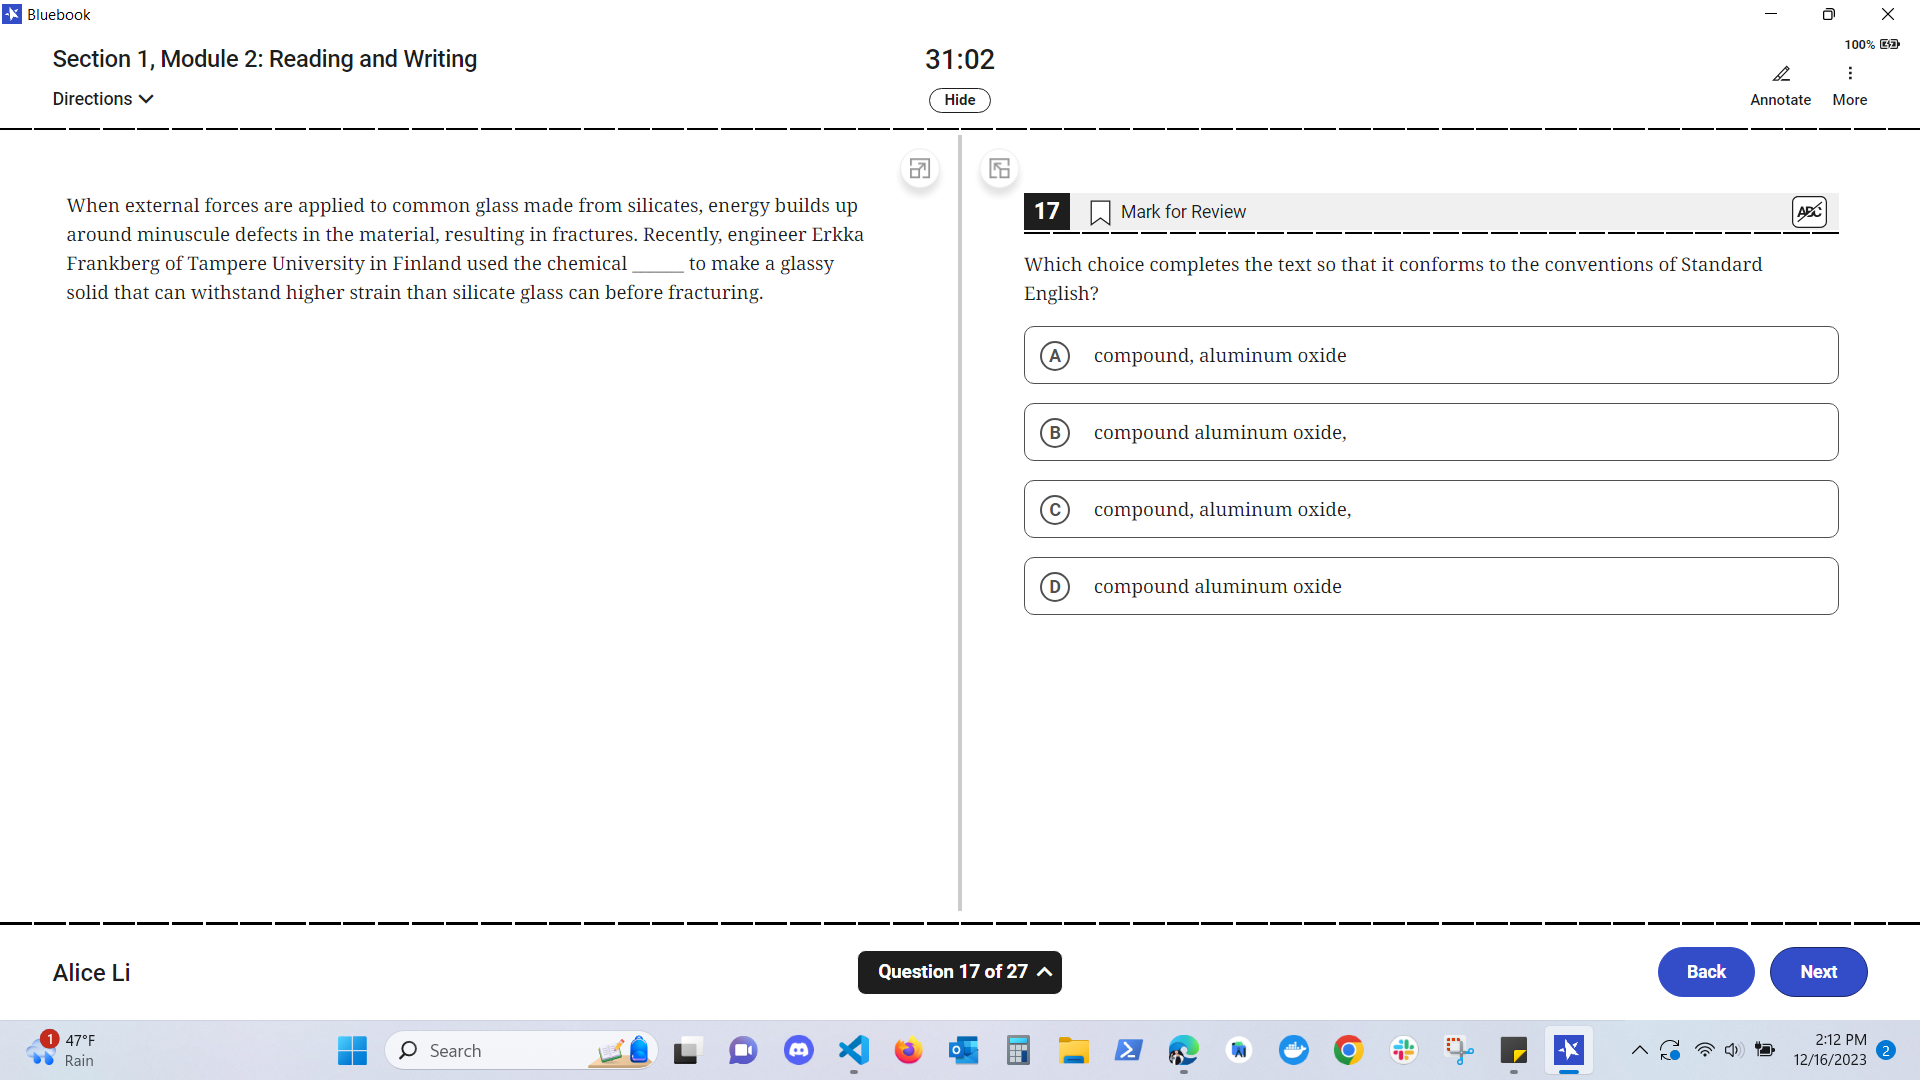 Bluebook
Section 1, Module 2: Reading and Writing
31:02
100%
Directions
Hide
Annotate
More
When external forces are applied to common glass made from silicates, energy builds up
around minuscule defects in the material, resulting in fractures. Recently, engineer Erkka
Frankberg of Tampere University in Finland used the chemical ______ to make a glassy
solid that can withstand higher strain than silicate glass can before fracturing.
17
Mark for Review
ABC
Which choice completes the text so that it conforms to the conventions of Standard
English?
A compound, aluminum oxide
B compound aluminum oxide,
C compound, aluminum oxide,
D compound aluminum oxide
Alice Li
Question 17 of 27
Back
Next
1
47°F
Rain
Search
2:12 PM
12/16/2023
2